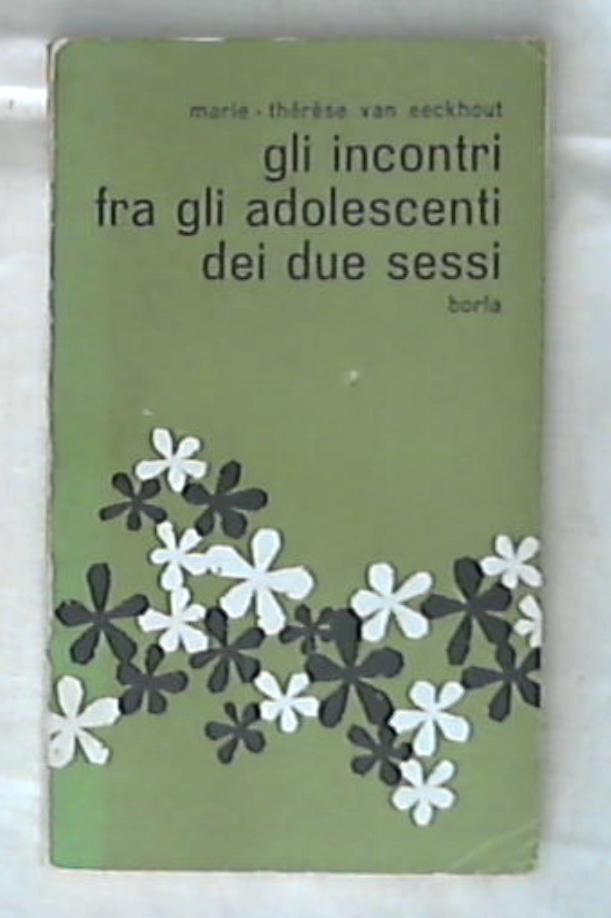 marie-thérèse van eeckhout
gli incontri
fra gli adolescenti
dei due sessi
borla